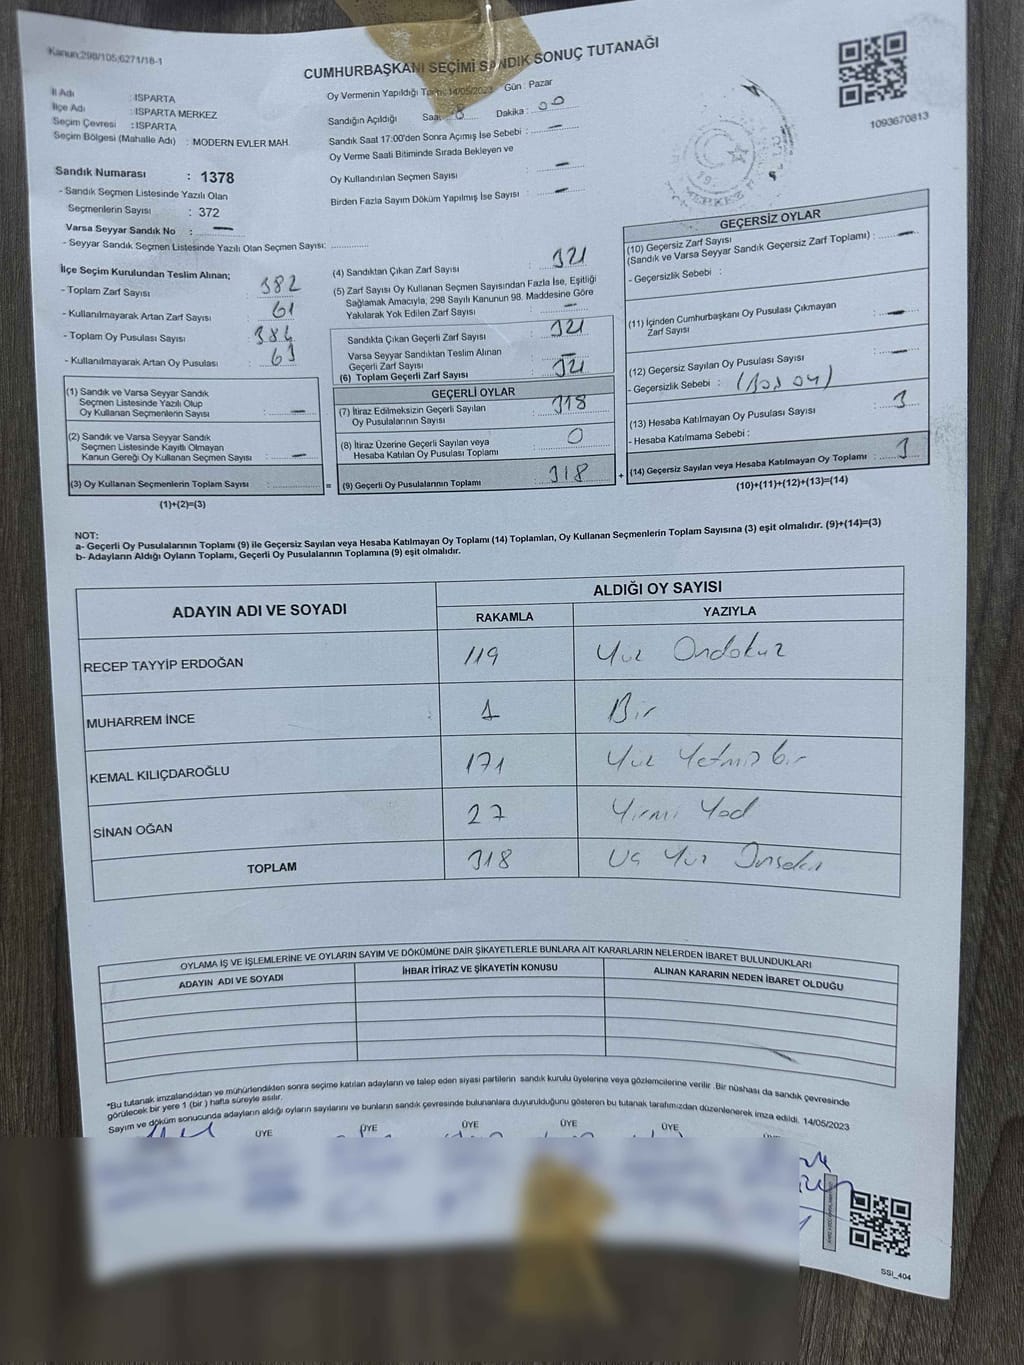 Kanun:298/105;6271/18-1
CUMHURBAŞKANI SEÇİMİ SANDIK SONUÇ TUTANAĞI
İl Adı : ISPARTA
İlçe Adı : ISPARTA MERKEZ
Seçim Çevresi : ISPARTA
Seçim Bölgesi (Mahalle Adı) : MODERN EVLER MAH.
Sandık Numarası : 1378
- Sandık Seçmen Listesinde Yazılı Olan
Seçmenlerin Sayısı : 372
Varsa Seyyar Sandık No : —
- Seyyar Sandık Seçmen Listesinde Yazılı Olan Seçmen Sayısı: ..............
Oy Vermenin Yapıldığı Tarih: 14/05/2023 Gün : Pazar
Sandığın Açıldığı Saat 8 Dakika : 00
Sandık Saat 17:00'den Sonra Açımış İse Sebebi : —
Oy Verme Saali Bitiminde Sırada Bekleyen ve
Oy Kullandırılan Seçmen Sayısı : —
Birden Fazla Sayım Döküm Yapılmış İse Sayısı : —
1093670813
İlçe Seçim Kurulundan Teslim Alınan;
- Toplam Zarf Sayısı : 382
- Kullanılmayarak Artan Zarf Sayısı : 61
- Toplam Oy Pusulası Sayısı : 384
- Kullanılmayarak Artan Oy Pusulası : 63
(1) Sandık ve Varsa Seyyar Sandık
Seçmen Listesinde Yazılı Olup
Oy Kullanan Seçmenlerin Sayısı : —
(2) Sandık ve Varsa Seyyar Sandık
Seçmen Listesinde Kayıtlı Olmayan
Kanun Gereği Oy Kullanan Seçmen Sayısı : —
(3) Oy Kullanan Seçmenlerin Toplam Sayısı : ..............
(1)+(2)=(3)
(4) Sandıktan Çıkan Zarf Sayısı : 321
(5) Zarf Sayısı Oy Kullanan Seçmen Sayısından Fazla İse, Eşitliği
Sağlamak Amacıyla, 298 Sayılı Kanunun 98. Maddesine Göre
Yakılarak Yok Edilen Zarf Sayısı : —
Sandıkta Çıkan Geçerli Zarf Sayısı : 321
Varsa Seyyar Sandıktan Teslim Alınan
Geçerli Zarf Sayısı : —
(6) Toplam Geçerli Zarf Sayısı : 321
GEÇERLİ OYLAR
(7) İtiraz Edilmeksizin Geçerli Sayılan
Oy Pusulalarının Sayısı : 318
(8) İtiraz Üzerine Geçerli Sayılan veya
Hesaba Katılan Oy Pusulası Toplamı : 0
= (9) Geçerli Oy Pusulalarının Toplamı : 318
GEÇERSİZ OYLAR
(10) Geçersiz Zarf Sayısı
(Sandık ve Varsa Seyyar Sandık Geçersiz Zarf Toplamı) : —
- Geçersizlik Sebebi :
(11) İçinden Cumhurbaşkanı Oy Pusulası Çıkmayan
Zarf Sayısı : —
(12) Geçersiz Sayılan Oy Pusulası Sayısı : —
- Geçersizlik Sebebi : (Boş oy)
(13) Hesaba Katılmayan Oy Pusulası Sayısı : 3
- Hesaba Katılmama Sebebi :
+ (14) Geçersiz Sayılan veya Hesaba Katılmayan Oy Toplamı : 3
(10)+(11)+(12)+(13)=(14)
NOT:
a- Geçerli Oy Pusulalarının Toplamı (9) ile Geçersiz Sayılan veya Hesaba Katılmayan Oy Toplamı (14) Toplamları, Oy Kullanan Seçmenlerin Toplam Sayısına (3) eşit olmalıdır. (9)+(14)=(3)
b- Adayların Aldığı Oyların Toplamı, Geçerli Oy Pusulalarının Toplamına (9) eşit olmalıdır.
ADAYIN ADI VE SOYADI
ALDIĞI OY SAYISI
RAKAMLA YAZIYLA
RECEP TAYYİP ERDOĞAN 119 Yüz Ondokuz
MUHARREM İNCE 1 Bir
KEMAL KILIÇDAROĞLU 171 Yüz Yetmiş bir
SİNAN OĞAN 27 Yirmi Yedi
TOPLAM 318 Üç Yüz Onsekiz
OYLAMA İŞ VE İŞLEMLERİNE VE OYLARIN SAYIM VE DÖKÜMÜNE DAİR ŞİKAYETLERLE BUNLARA AİT KARARLARIN NELERDEN İBARET BULUNDUKLARI
ADAYIN ADI VE SOYADI İHBAR İTİRAZ VE ŞİKAYETİN KONUSU ALINAN KARARIN NEDEN İBARET OLDUĞU
*Bu tutanak imzalandıktan ve mühürlendikten sonra seçime katılan adayların ve talep eden siyasi partilerin sandık kurulu üyelerine veya gözlemcilerine verilir. Bir nüshası da sandık çevresinde
görülecek bir yere 1 (bir ) hafta süreyle asılır.
Sayım ve döküm sonucunda adayların aldığı oyların sayılarını ve bunların sandık çevresinde bulunanlara duyurulduğunu gösteren bu tutanak tarafımızdan düzenlenerek imza edildi. 14/05/2023
ÜYE ÜYE ÜYE ÜYE ÜYE
SSİ_404